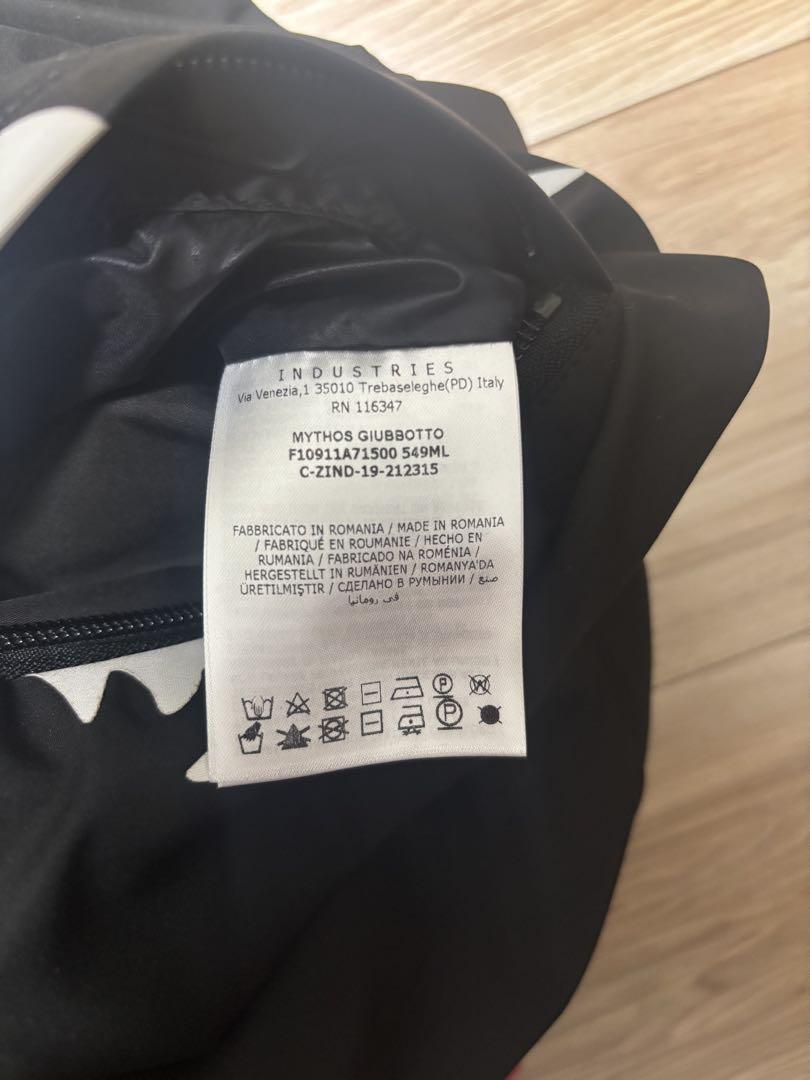 INDUSTRIES
Via Venezia,1 35010 Trebaseleghe(PD) Italy
RN 116347
MYTHOS GIUBBOTTO
F10911A71500 549ML
C-ZIND-19-212315
FABBRICATO IN ROMANIA / MADE IN ROMANIA
/ FABRIQUÉ EN ROUMANIE / HECHO EN
RUMANIA / FABRICADO NA ROMÉNIA /
HERGESTELLT IN RUMÄNIEN / ROMANYA'DA
ÜRETILMIŞTIR / СДЕЛАНО В РУМЫНИИ / صنع
في رومانيا
P W
P